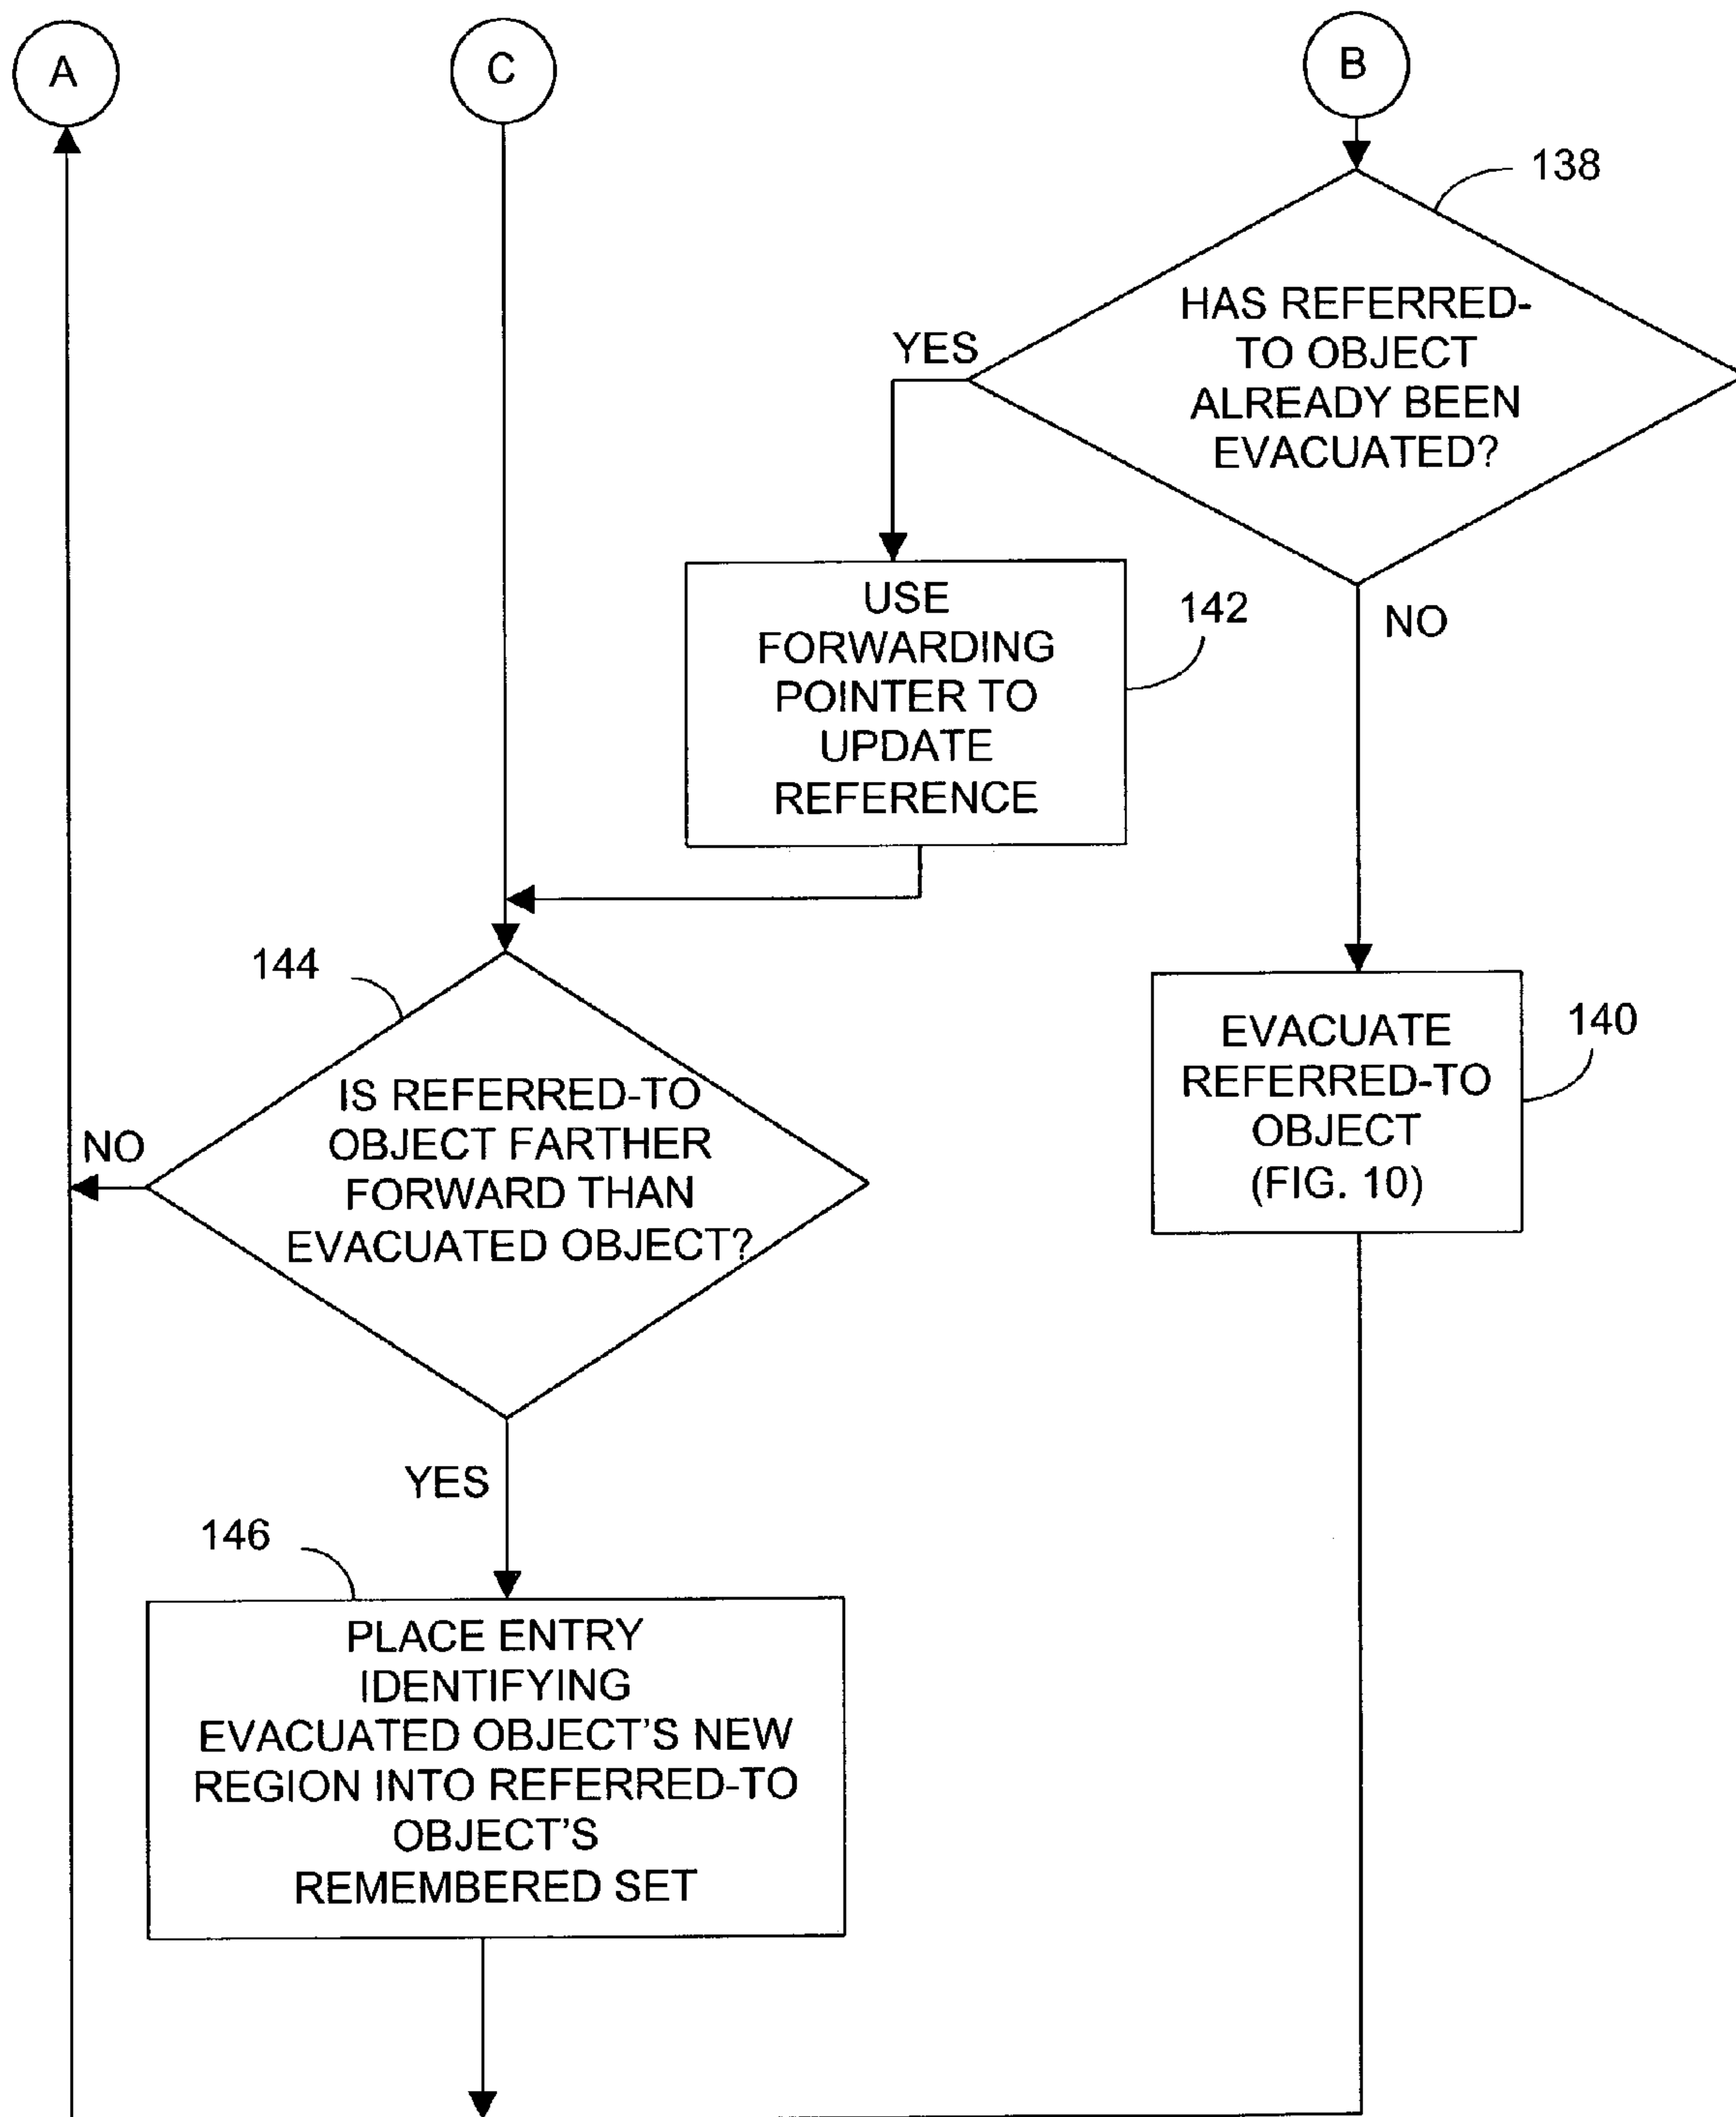 A
C
B
138
HAS REFERRED-
TO OBJECT
ALREADY BEEN
EVACUATED?
YES
NO
USE
FORWARDING
POINTER TO
UPDATE
REFERENCE
142
144
IS REFERRED-TO
OBJECT FARTHER
FORWARD THAN
EVACUATED OBJECT?
NO
YES
EVACUATE
REFERRED-TO
OBJECT
(FIG. 10)
140
146
PLACE ENTRY
IDENTIFYING
EVACUATED OBJECT'S NEW
REGION INTO REFERRED-TO
OBJECT'S
REMEMBERED SET